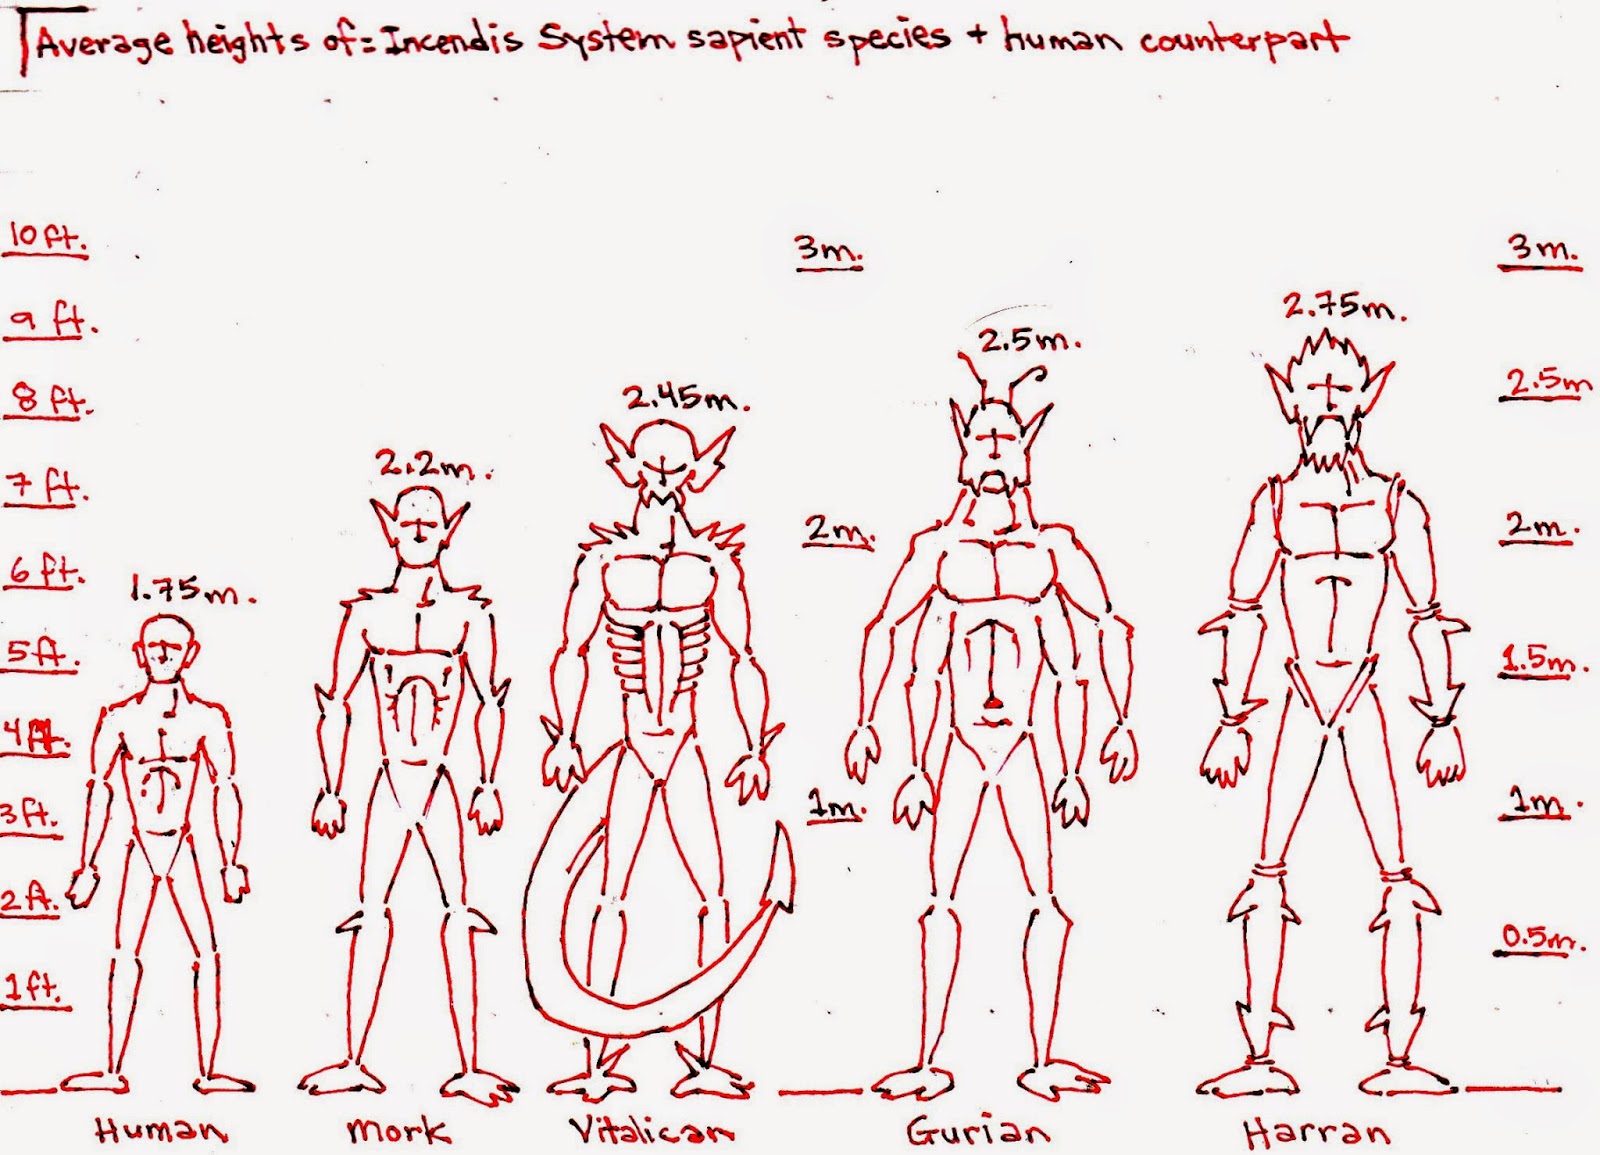 Average heights of: Incendis System sapient species + human counterpart
10 ft.
9 ft.
8 ft.
7 ft.
6 ft.
5 ft.
4 ft.
3 ft.
2 ft.
1 ft.
1.75m.
2.2m.
2.45m.
3m.
2m.
1m.
2.5m.
2.75m.
3m.
2.5m
2m.
1.5m.
1m.
0.5m.
Human
Mork
Vitalican
Gurian
Harran